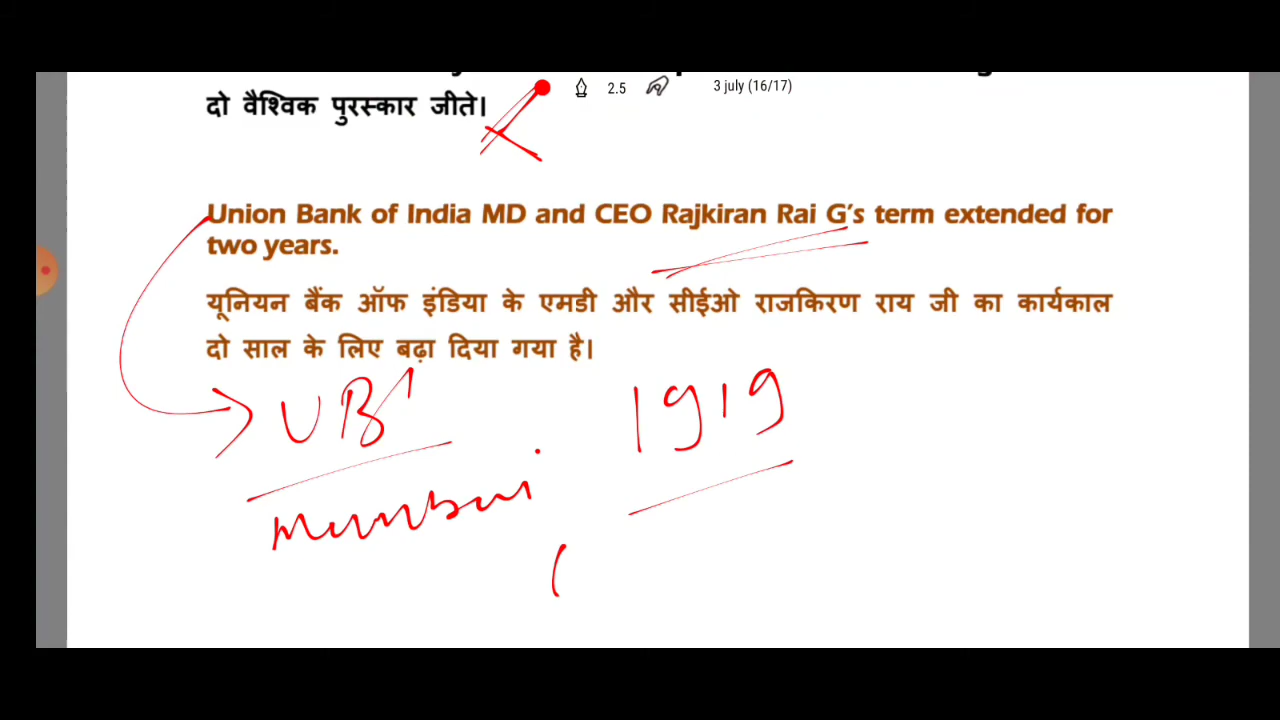 2.5
3 july (16/17)
दो वैश्विक पुरस्कार जीते।
Union Bank of India MD and CEO Rajkiran Rai G's term extended for
two years.
यूनियन बैंक ऑफ इंडिया के एमडी और सीईओ राजकिरण राय जी का कार्यकाल
दो साल के लिए बढ़ा दिया गया है।
UBI 1919
Mumbai
(